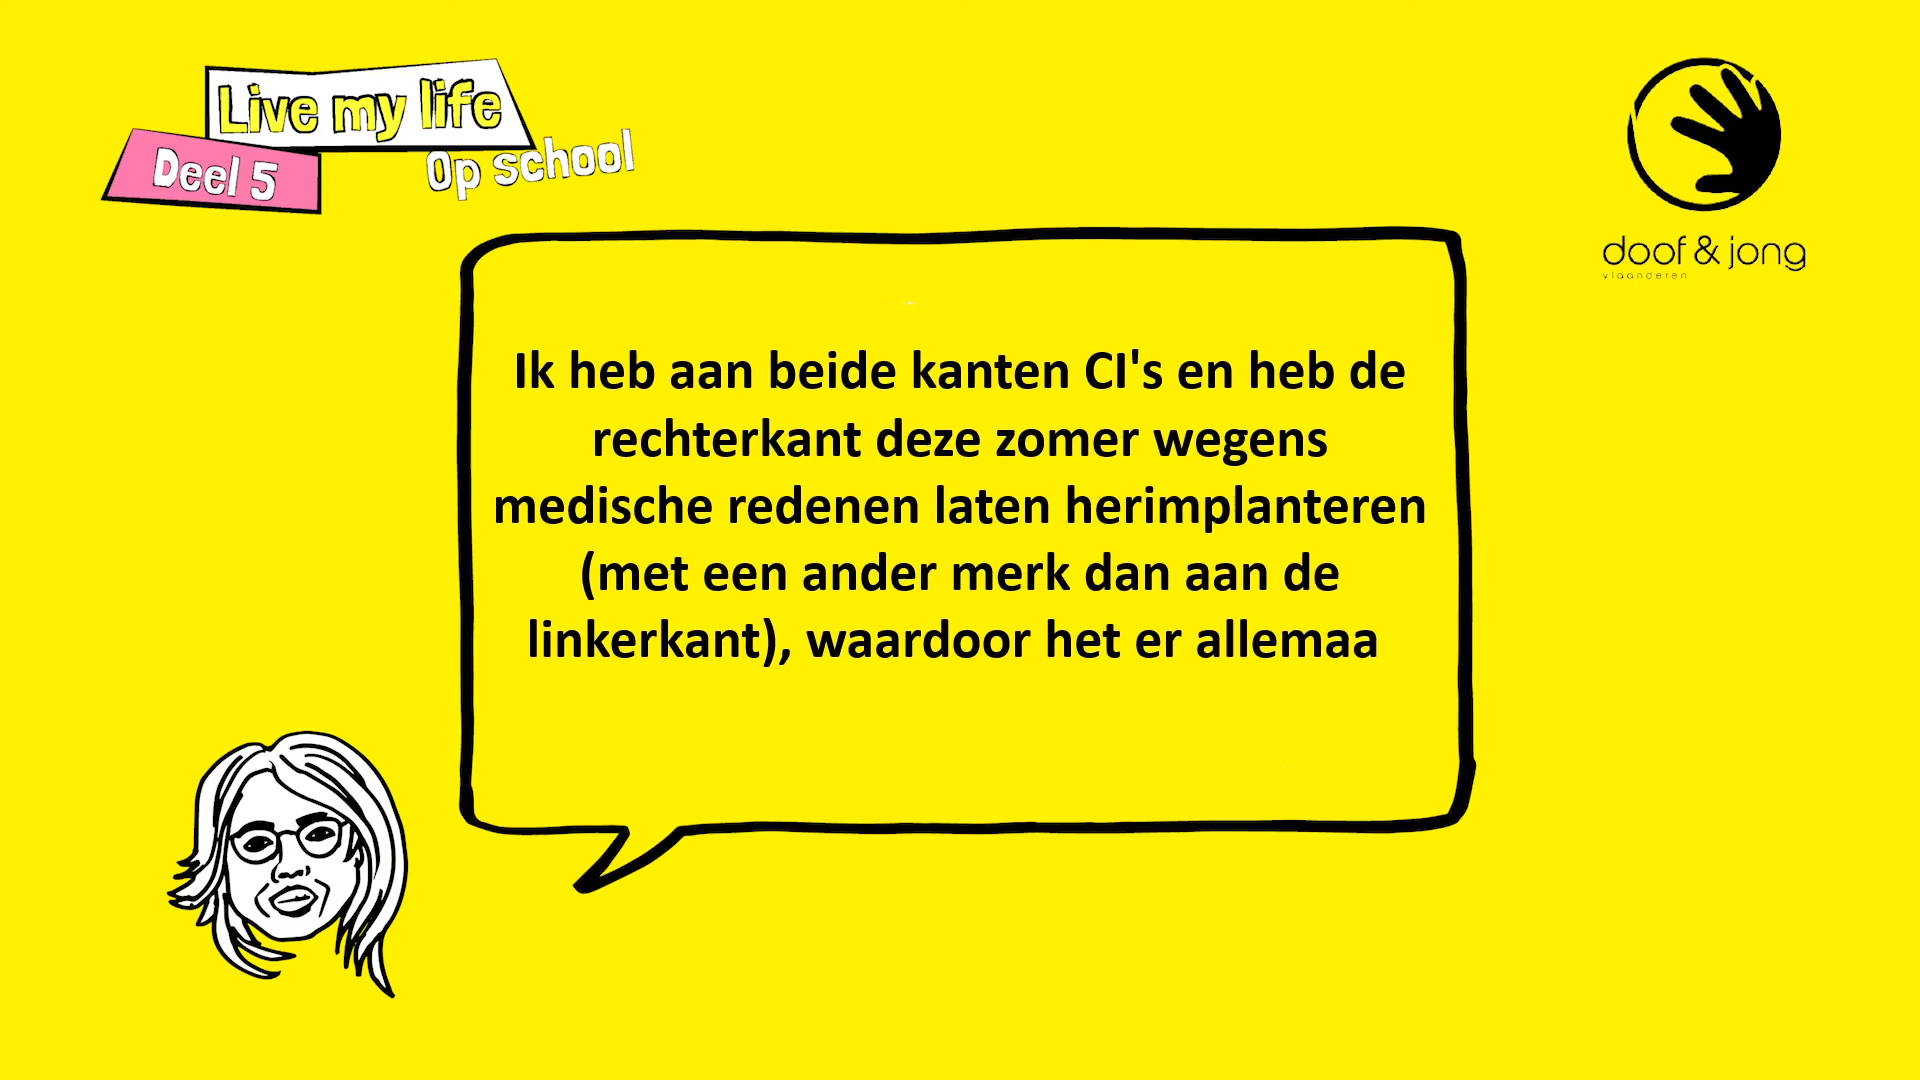 Live my life
Deel 5
Op school
doof & jong
vlaanderen
Ik heb aan beide kanten CI's en heb de
rechterkant deze zomer wegens
medische redenen laten herimplanteren
(met een ander merk dan aan de
linkerkant), waardoor het er allemaa